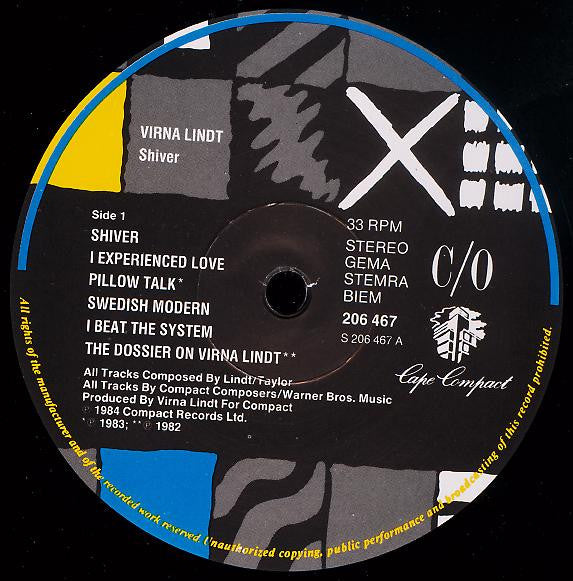 VIRNA LINDT
Shiver
Side 1
SHIVER
I EXPERIENCED LOVE
PILLOW TALK*
SWEDISH MODERN
I BEAT THE SYSTEM
THE DOSSIER ON VIRNA LINDT**
33 RPM
STEREO
GEMA
STEMRA
BIEM
206 467
S 206 467 A
C/O
Cape Compact
All Tracks Composed By Lindt/Taylor
All Tracks By Compact Composers/Warner Bros. Music
Produced By Virna Lindt For Compact
℗ 1984 Compact Records Ltd.
*℗ 1983; **℗ 1982
All rights of the manufacturer and of the recorded work reserved. Unauthorized copying, public performance and broadcasting of this record prohibited.